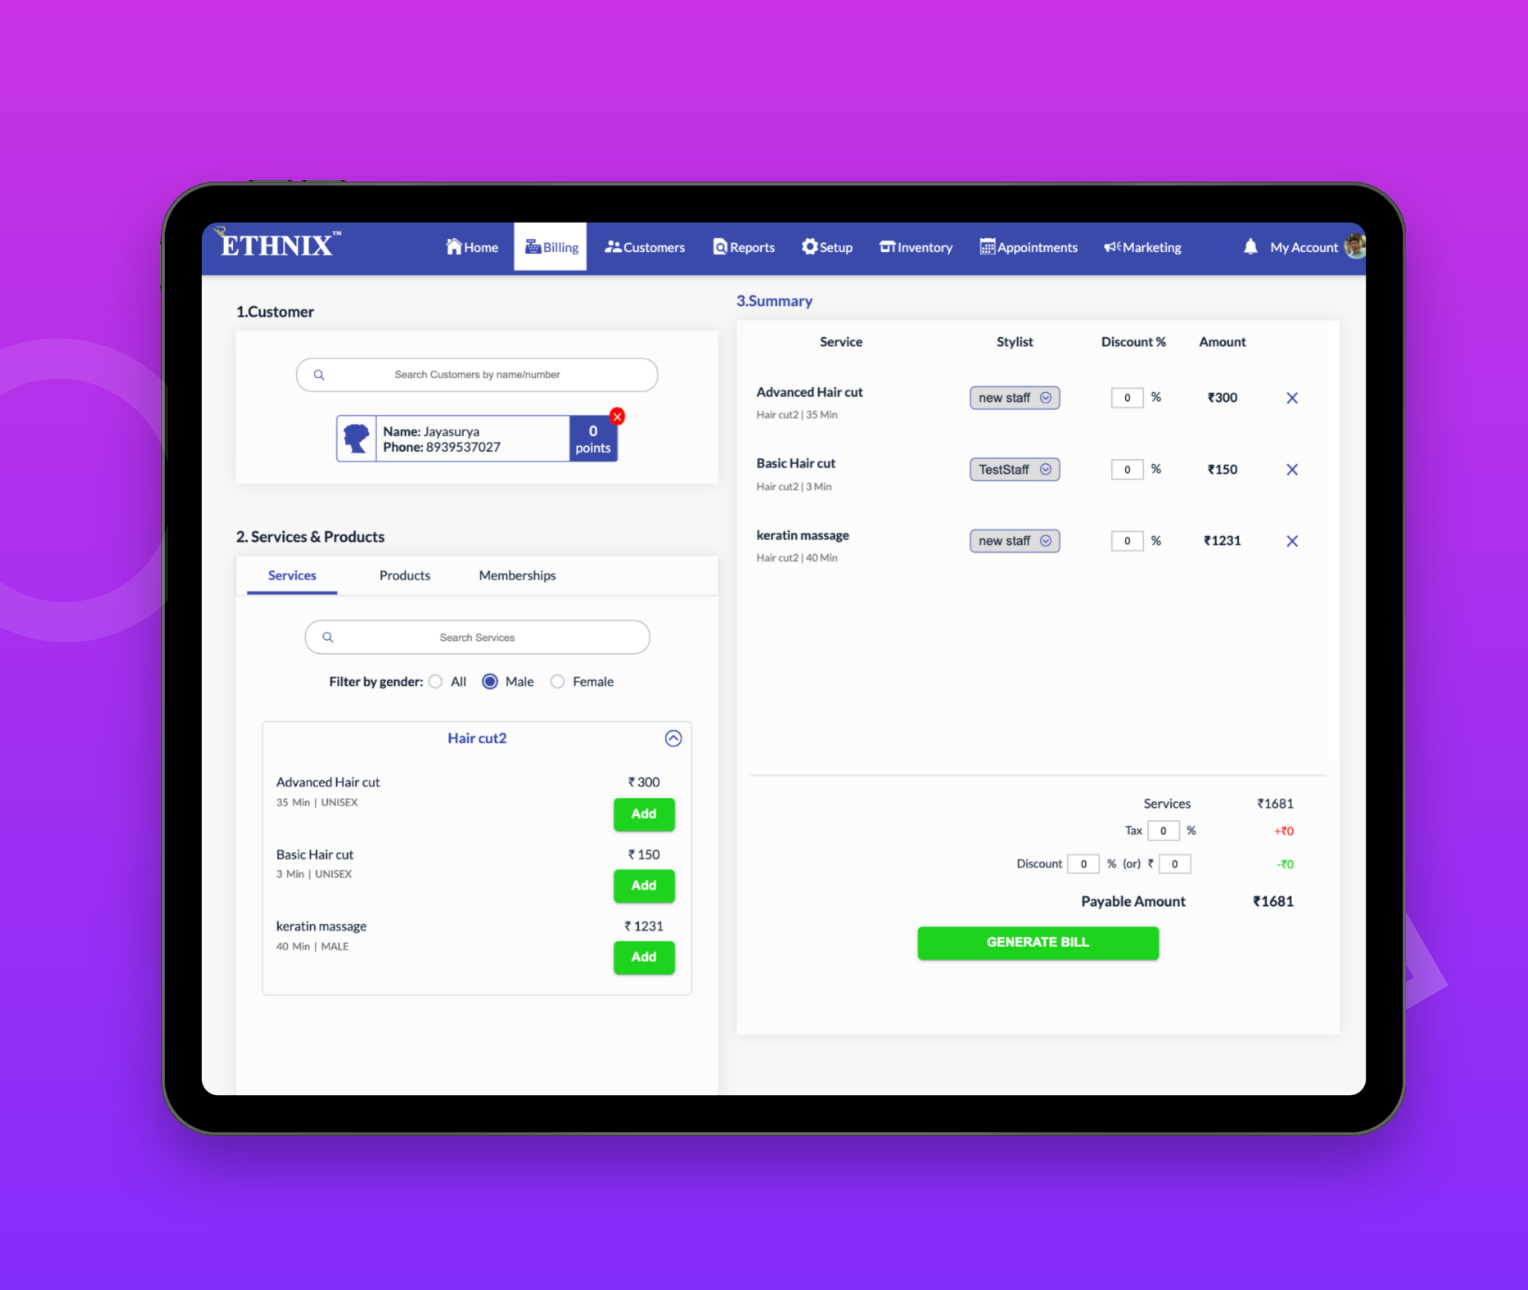 ETHNIX™
Home
Billing
Customers
Reports
Setup
Inventory
Appointments
Marketing
My Account
1.Customer
Search Customers by name/number
Name: Jayasurya
Phone: 8939537027
0
points
2. Services & Products
Services
Products
Memberships
Search Services
Filter by gender: All Male Female
Hair cut2
Advanced Hair cut ₹ 300
35 Min | UNISEX
Add
Basic Hair cut ₹ 150
3 Min | UNISEX
Add
keratin massage ₹ 1231
40 Min | MALE
Add
3.Summary
Service Stylist Discount % Amount
Advanced Hair cut new staff 0 % ₹300
Hair cut2 | 35 Min
Basic Hair cut TestStaff 0 % ₹150
Hair cut2 | 3 Min
keratin massage new staff 0 % ₹1231
Hair cut2 | 40 Min
Services ₹1681
Tax 0 % +₹0
Discount 0 % (or) ₹ 0 -₹0
Payable Amount ₹1681
GENERATE BILL